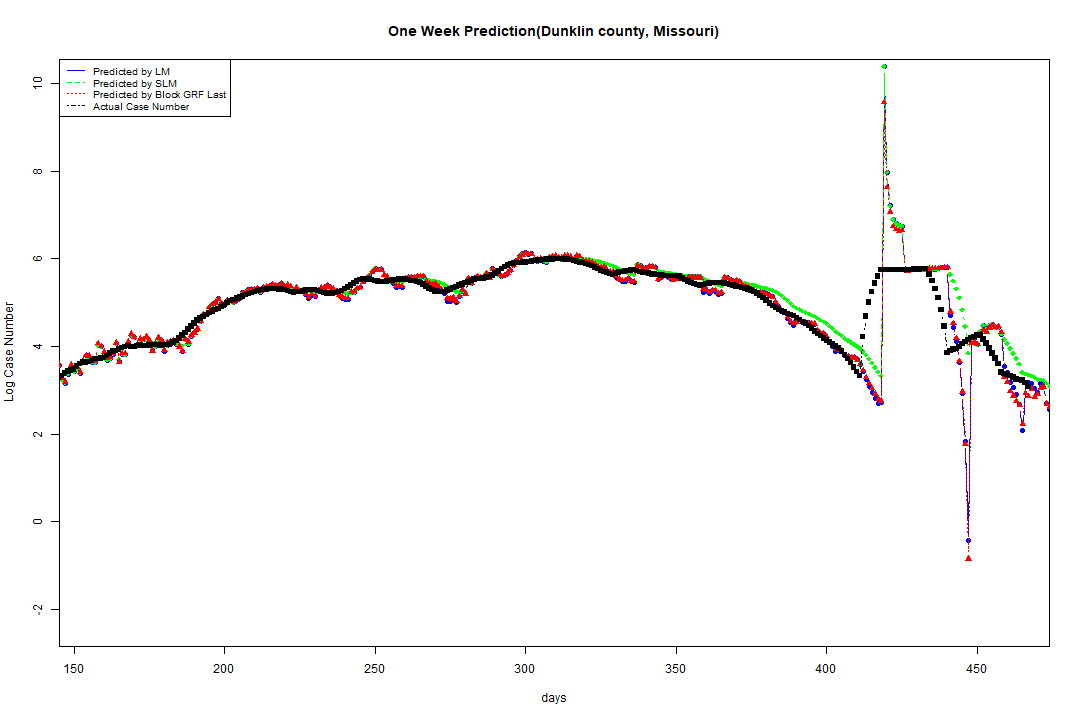 One Week Prediction(Dunklin county, Missouri)
Predicted by LM
Predicted by SLM
Predicted by Block GRF Last
Actual Case Number
Log Case Number
10
8
6
4
2
0
-2
150 200 250 300 350 400 450
days